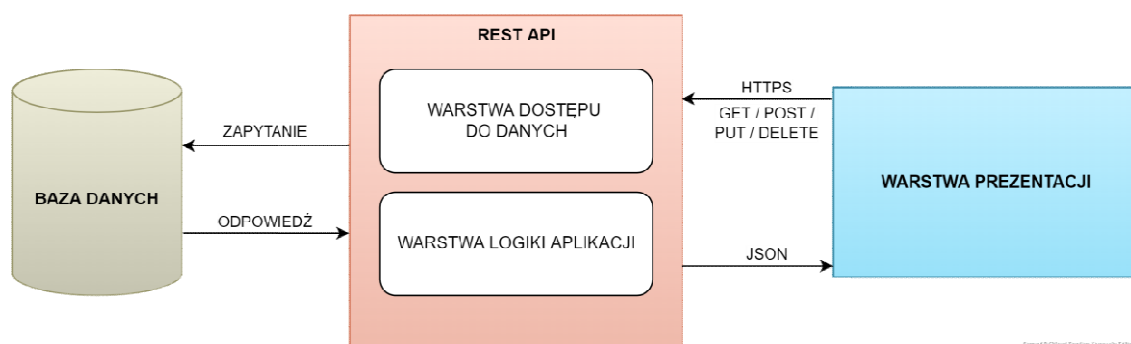 REST API
WARSTWA DOSTĘPU
DO DANYCH
WARSTWA LOGIKI APLIKACJI
BAZA DANYCH
ZAPYTANIE
ODPOWIEDŹ
HTTPS
GET / POST /
PUT / DELETE
JSON
WARSTWA PREZENTACJI